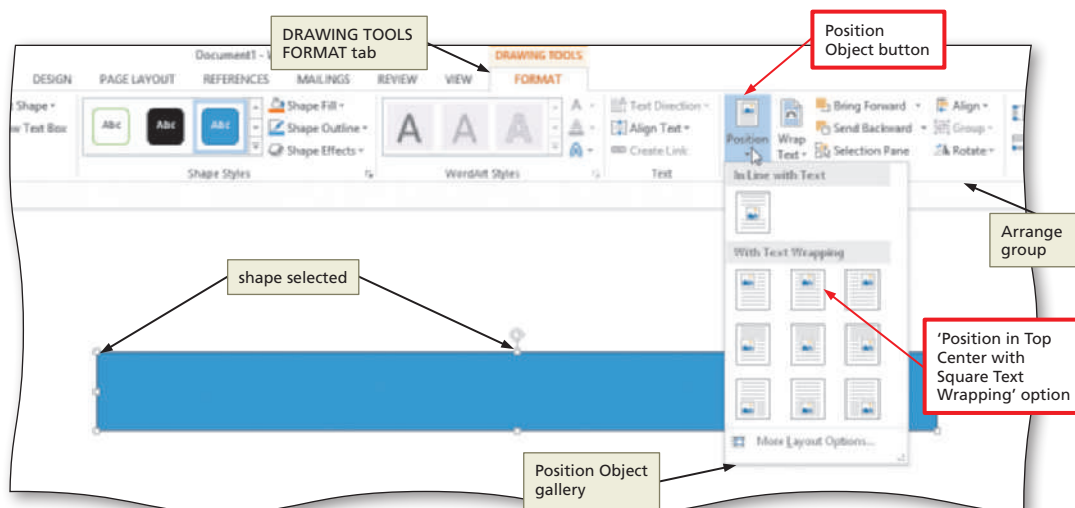 DRAWING TOOLS
FORMAT tab
Position
Object button
Document1 - W
DRAWING TOOLS
DESIGN PAGE LAYOUT REFERENCES MAILINGS REVIEW VIEW FORMAT
Shape
Text Box
Abc Abc Abc
Shape Fill
Shape Outline
Shape Effects
Shape Styles
A A A
A
A
A
WordArt Styles
Text Direction
Align Text
Create Link
Text
Position
Wrap
Text
Bring Forward
Send Backward
Selection Pane
Align
Group
Rotate
In Line with Text
With Text Wrapping
More Layout Options...
Arrange
group
shape selected
'Position in Top
Center with
Square Text
Wrapping' option
Position Object
gallery